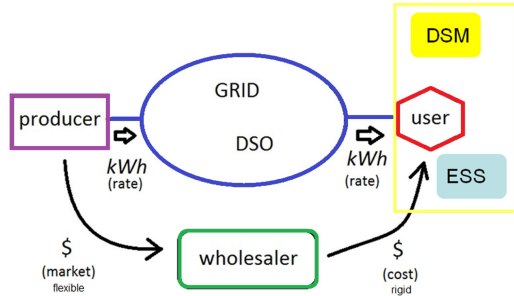 DSM
GRID
producer
user
DSO
kWh
(rate)
kWh
(rate)
ESS
$
(market)
flexible
wholesaler
$
(cost)
rigid